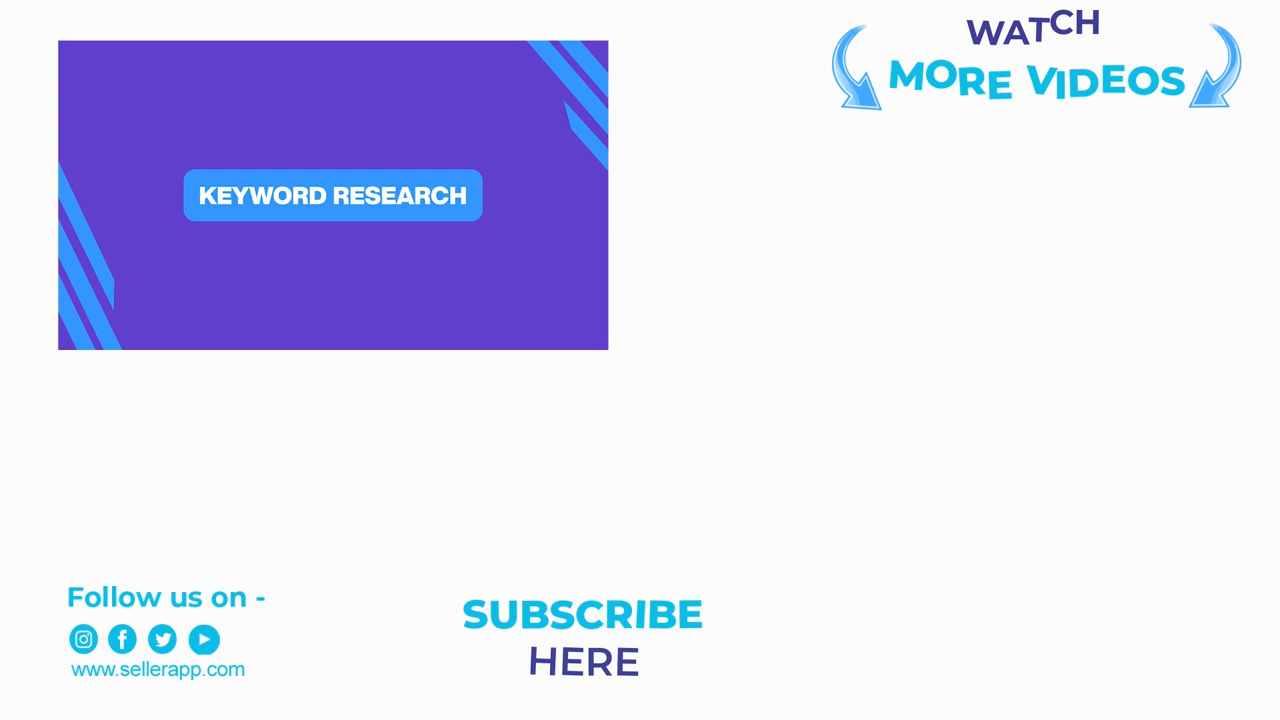 WATCH
MORE VIDEOS
KEYWORD RESEARCH
Follow us on -
www.sellerapp.com
SUBSCRIBE
HERE